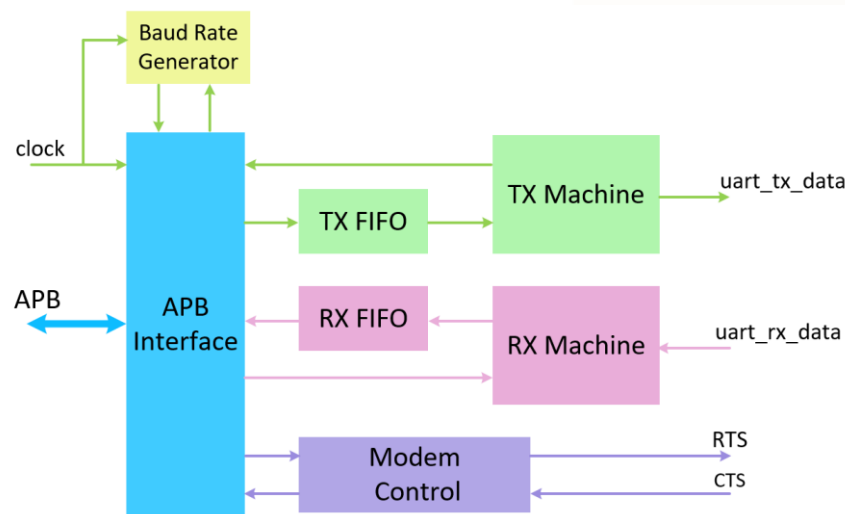 Baud Rate
Generator
clock
TX Machine
uart_tx_data
TX FIFO
APB
APB
Interface
RX FIFO
RX Machine
uart_rx_data
Modem
Control
RTS
CTS